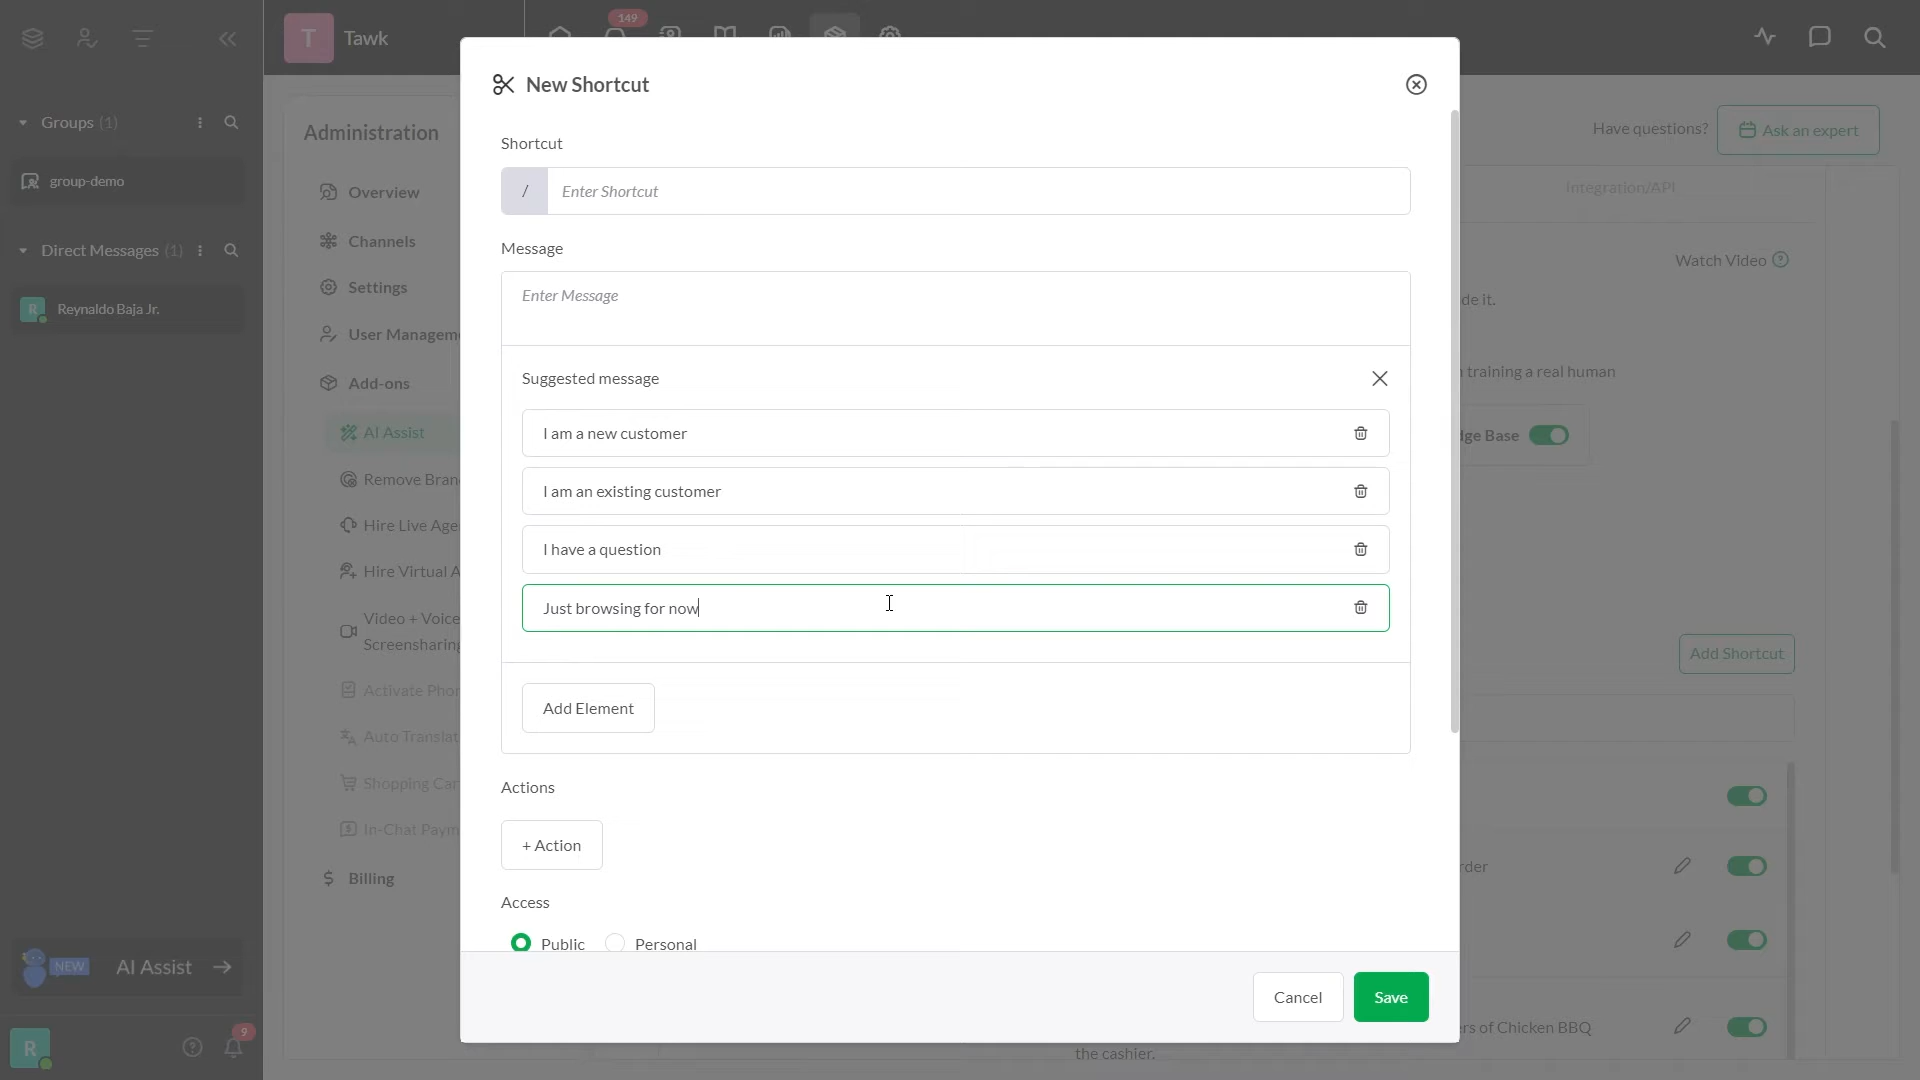 149
T Tawk
Groups (1)
group-demo
Direct Messages (1)
R Reynaldo Baja Jr.
NEW AI Assist
R
9
Administration
Overview
Channels
Settings
User Managem
Add-ons
AI Assist
Remove Bran
Hire Live Age
Hire Virtual A
Video + Voice
Screensharing
Activate Pho
Auto Translat
Shopping Car
In-Chat Paym
$ Billing
New Shortcut
Shortcut
/ Enter Shortcut
Message
Enter Message
Suggested message
I am a new customer
I am an existing customer
I have a question
Just browsing for now
Add Element
Actions
+ Action
Access
Public Personal
Cancel Save
Have questions? Ask an expert
Integration/API
Watch Video
de it.
training a real human
dge Base
Add Shortcut
rder
rs of Chicken BBQ
the cashier.